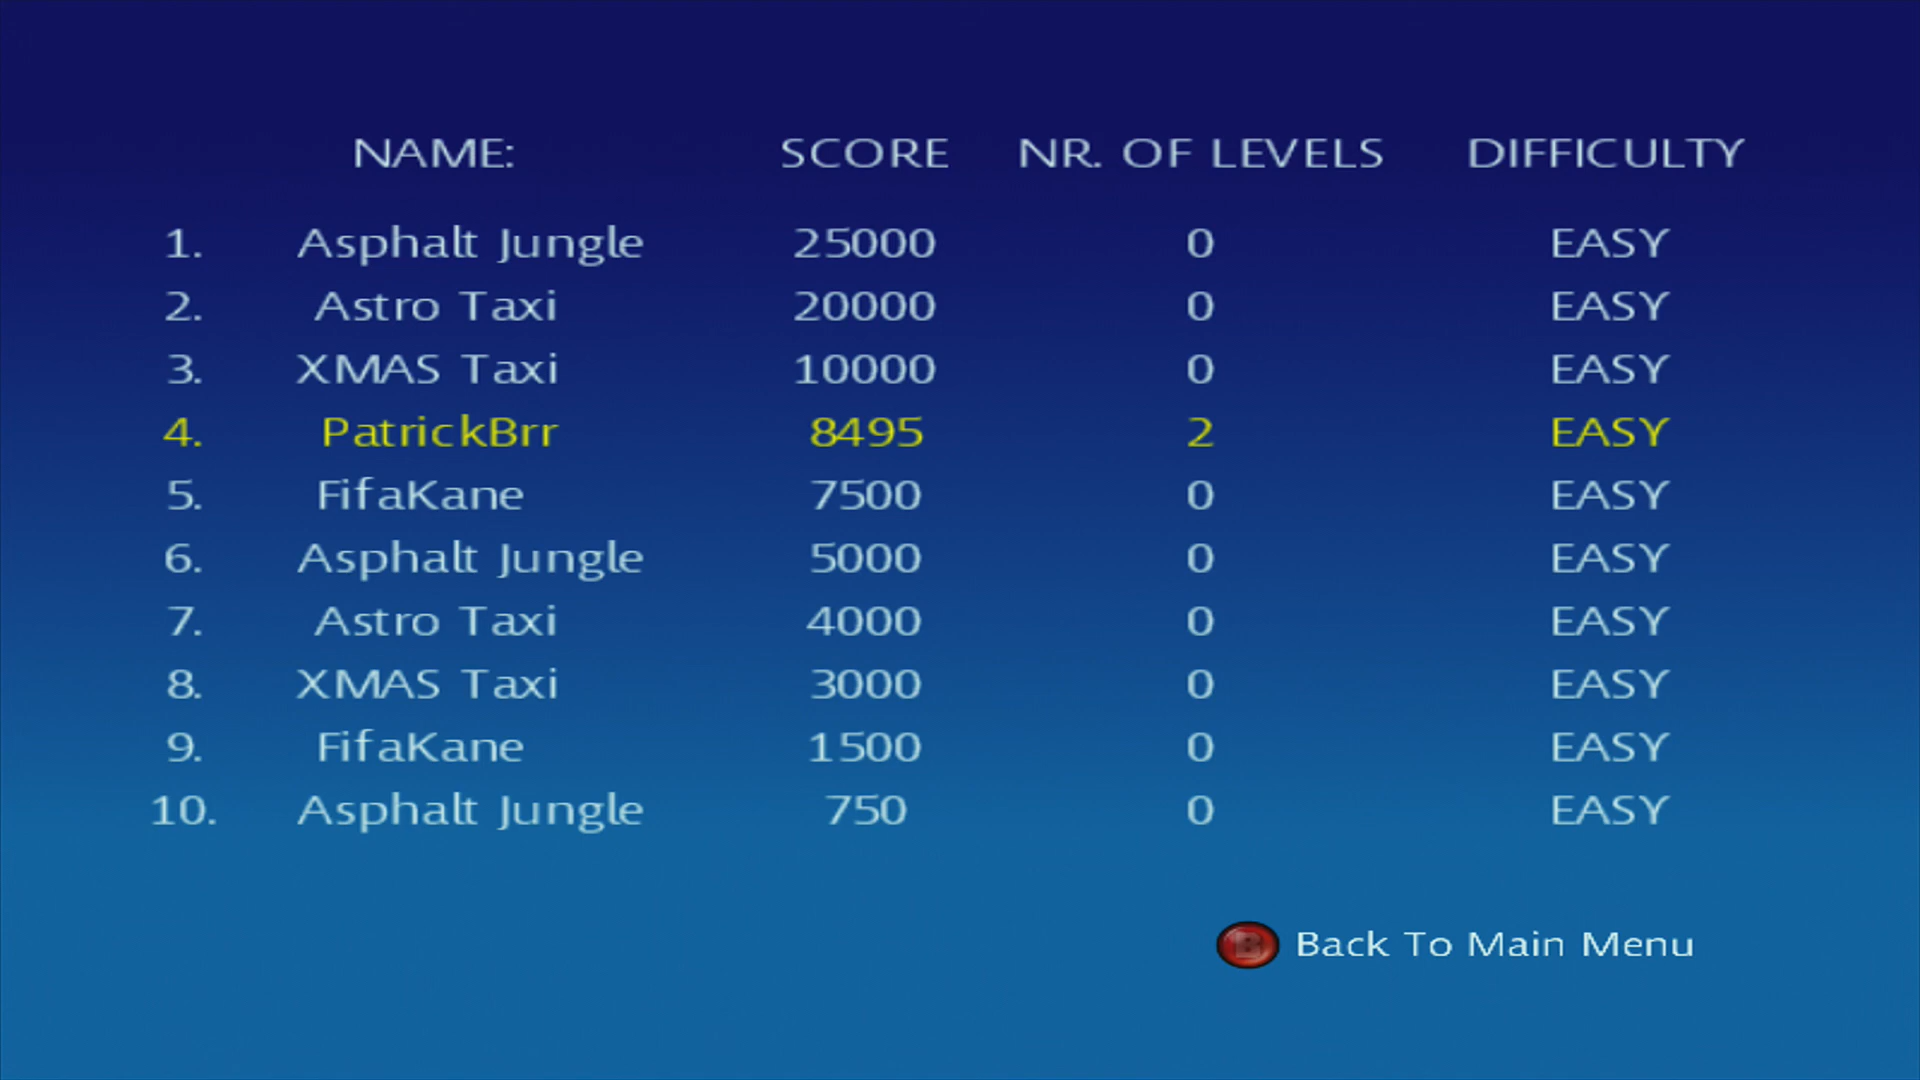 NAME: SCORE NR. OF LEVELS DIFFICULTY
1. Asphalt Jungle 25000 0 EASY
2. Astro Taxi 20000 0 EASY
3. XMAS Taxi 10000 0 EASY
4. PatrickBrr 8495 2 EASY
5. FifaKane 7500 0 EASY
6. Asphalt Jungle 5000 0 EASY
7. Astro Taxi 4000 0 EASY
8. XMAS Taxi 3000 0 EASY
9. FifaKane 1500 0 EASY
10. Asphalt Jungle 750 0 EASY
B Back To Main Menu